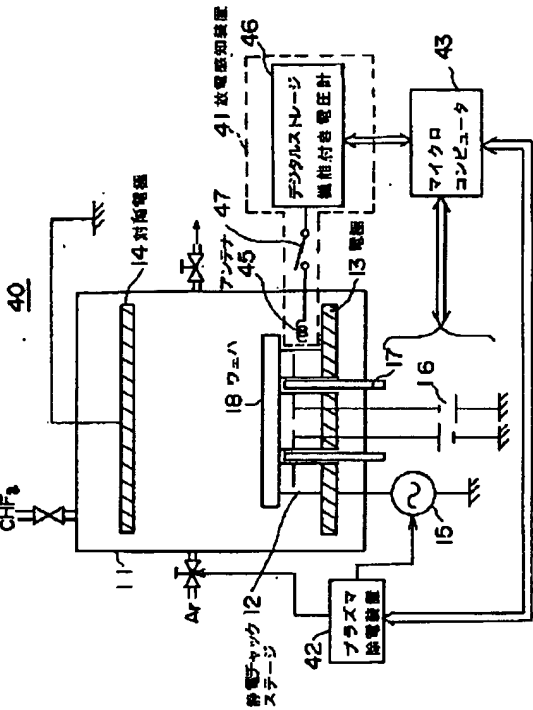 40
CHF3
14 対陽電極
41 放電感知装置
46
デジタルストレージ
機能付き電圧計
アンテナ 47
45
13 電極
43
マイクロ
コンピュータ
18 ウェハ
17
16
15
11
Ar
静電チャック 12
ステージ
42
プラズマ
除電装置